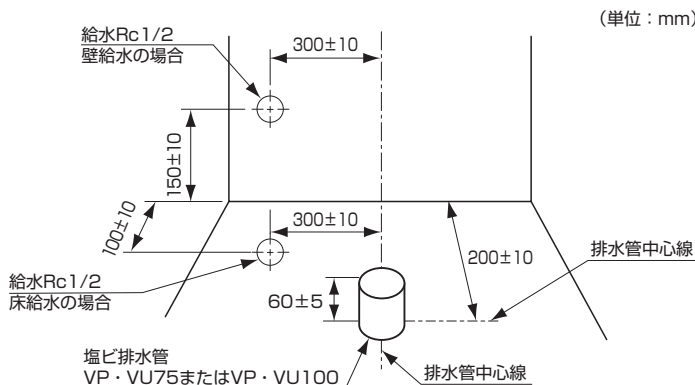 (単位：mm)
給水Rc1/2
壁給水の場合
300±10
150±10
100±10
300±10
200±10
排水管中心線
給水Rc1/2
床給水の場合
60±5
塩ビ排水管
VP・VU75またはVP・VU100
排水管中心線